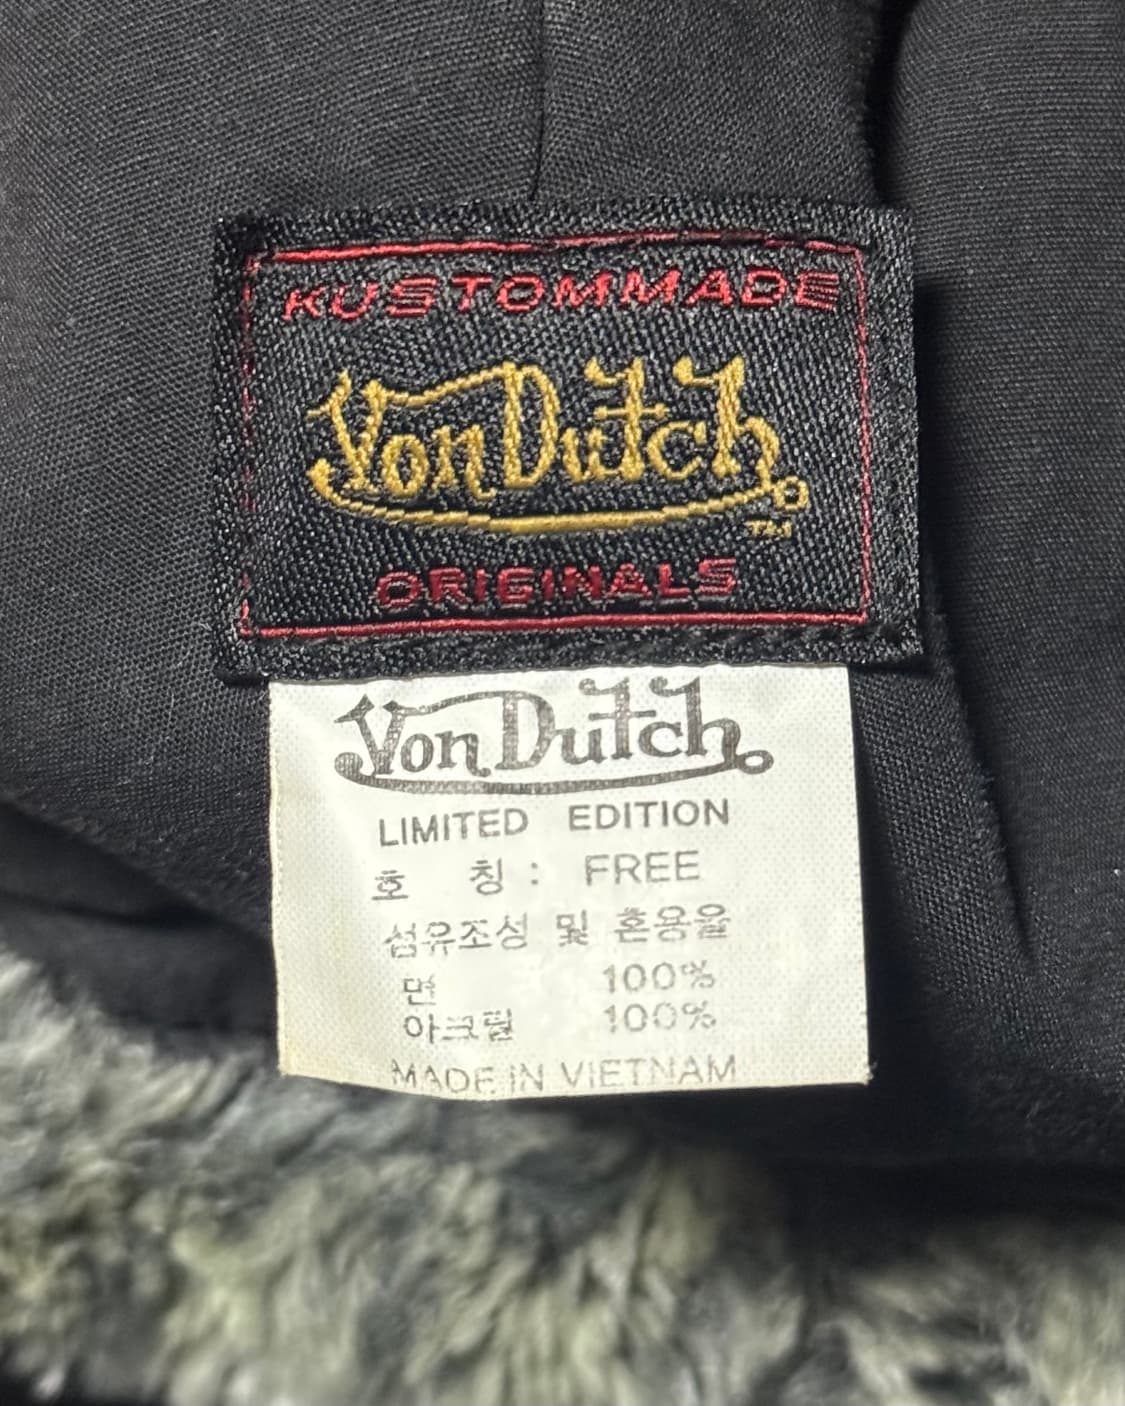 KUSTOMMADE
Von Dutch
TM
ORIGINALS
Von Dutch
LIMITED EDITION
호 칭 : FREE
섬유조성 및 혼용율
면 100%
아크릴 100%
MADE IN VIETNAM